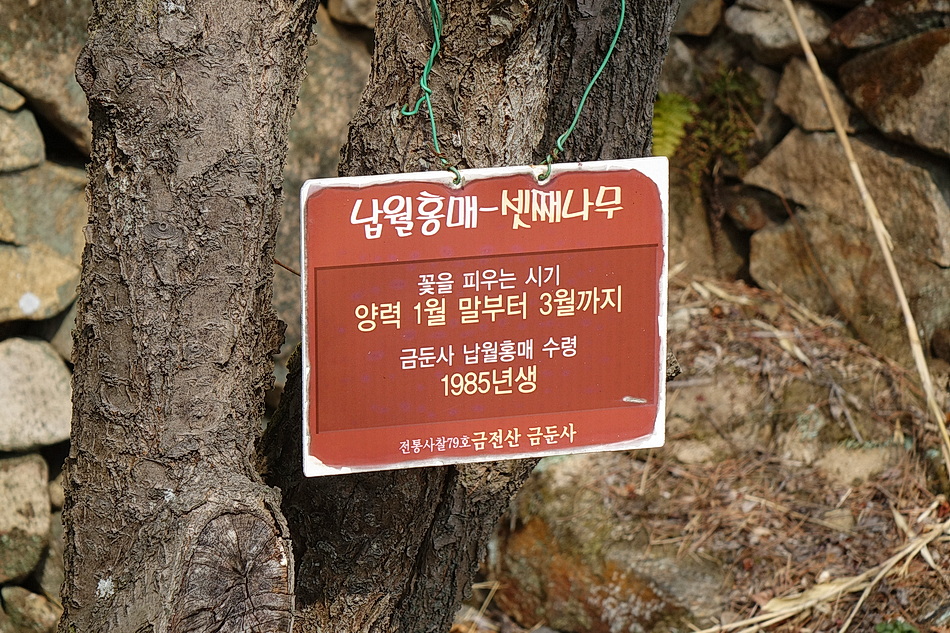 납월홍매-셋째나무
꽃을 피우는 시기
양력 1월 말부터 3월까지
금둔사 납월홍매 수령
1985년생
전통사찰79호금전산 금둔사